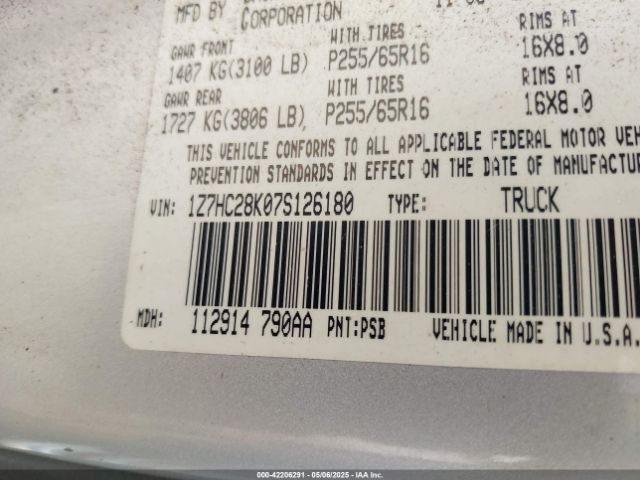 MFD BY
CORPORATION
GAWR FRONT WITH TIRES RIMS AT
1407 KG(3100 LB) P255/65R16 16X8.0
GAWR REAR WITH TIRES RIMS AT
1727 KG(3806 LB) P255/65R16 16X8.0
THIS VEHICLE CONFORMS TO ALL APPLICABLE FEDERAL MOTOR VEH
PREVENTION STANDARDS IN EFFECT ON THE DATE OF MANUFACTUR
VIN: 1Z7HC28K07S126180 TYPE: TRUCK
MDH: 112914 790AA PNT:PSB VEHICLE MADE IN U.S.A.
000-42206291 - 05/06/2025 - IAA Inc.